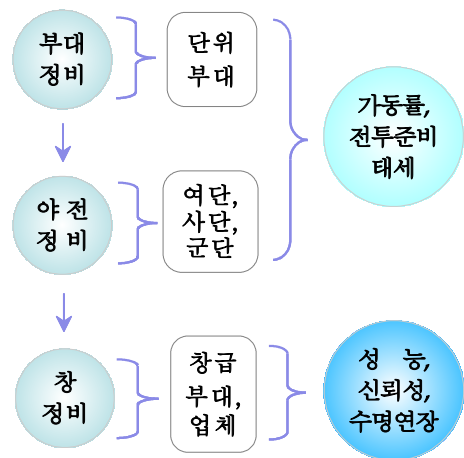 부대
정비
단위
부대
가동률,
전투준비
태세
야 전
정 비
여단,
사단,
군단
창
정비
창급
부대,
업체
성 능,
신뢰성,
수명연장